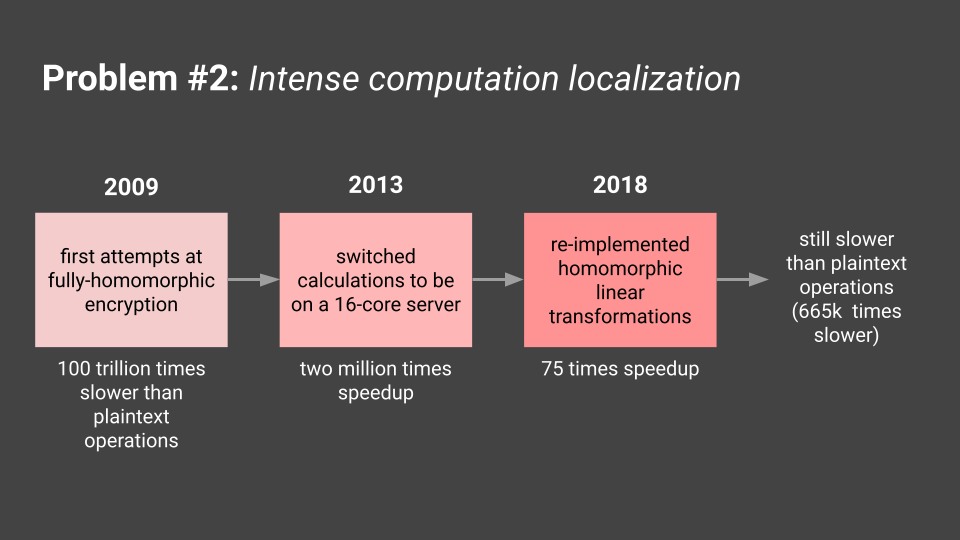 Problem #2: Intense computation localization
2009
first attempts at
fully-homomorphic
encryption
100 trillion times
slower than
plaintext
operations
2013
switched
calculations to be
on a 16-core server
two million times
speedup
2018
re-implemented
homomorphic
linear
transformations
75 times speedup
still slower
than plaintext
operations
(665k times
slower)